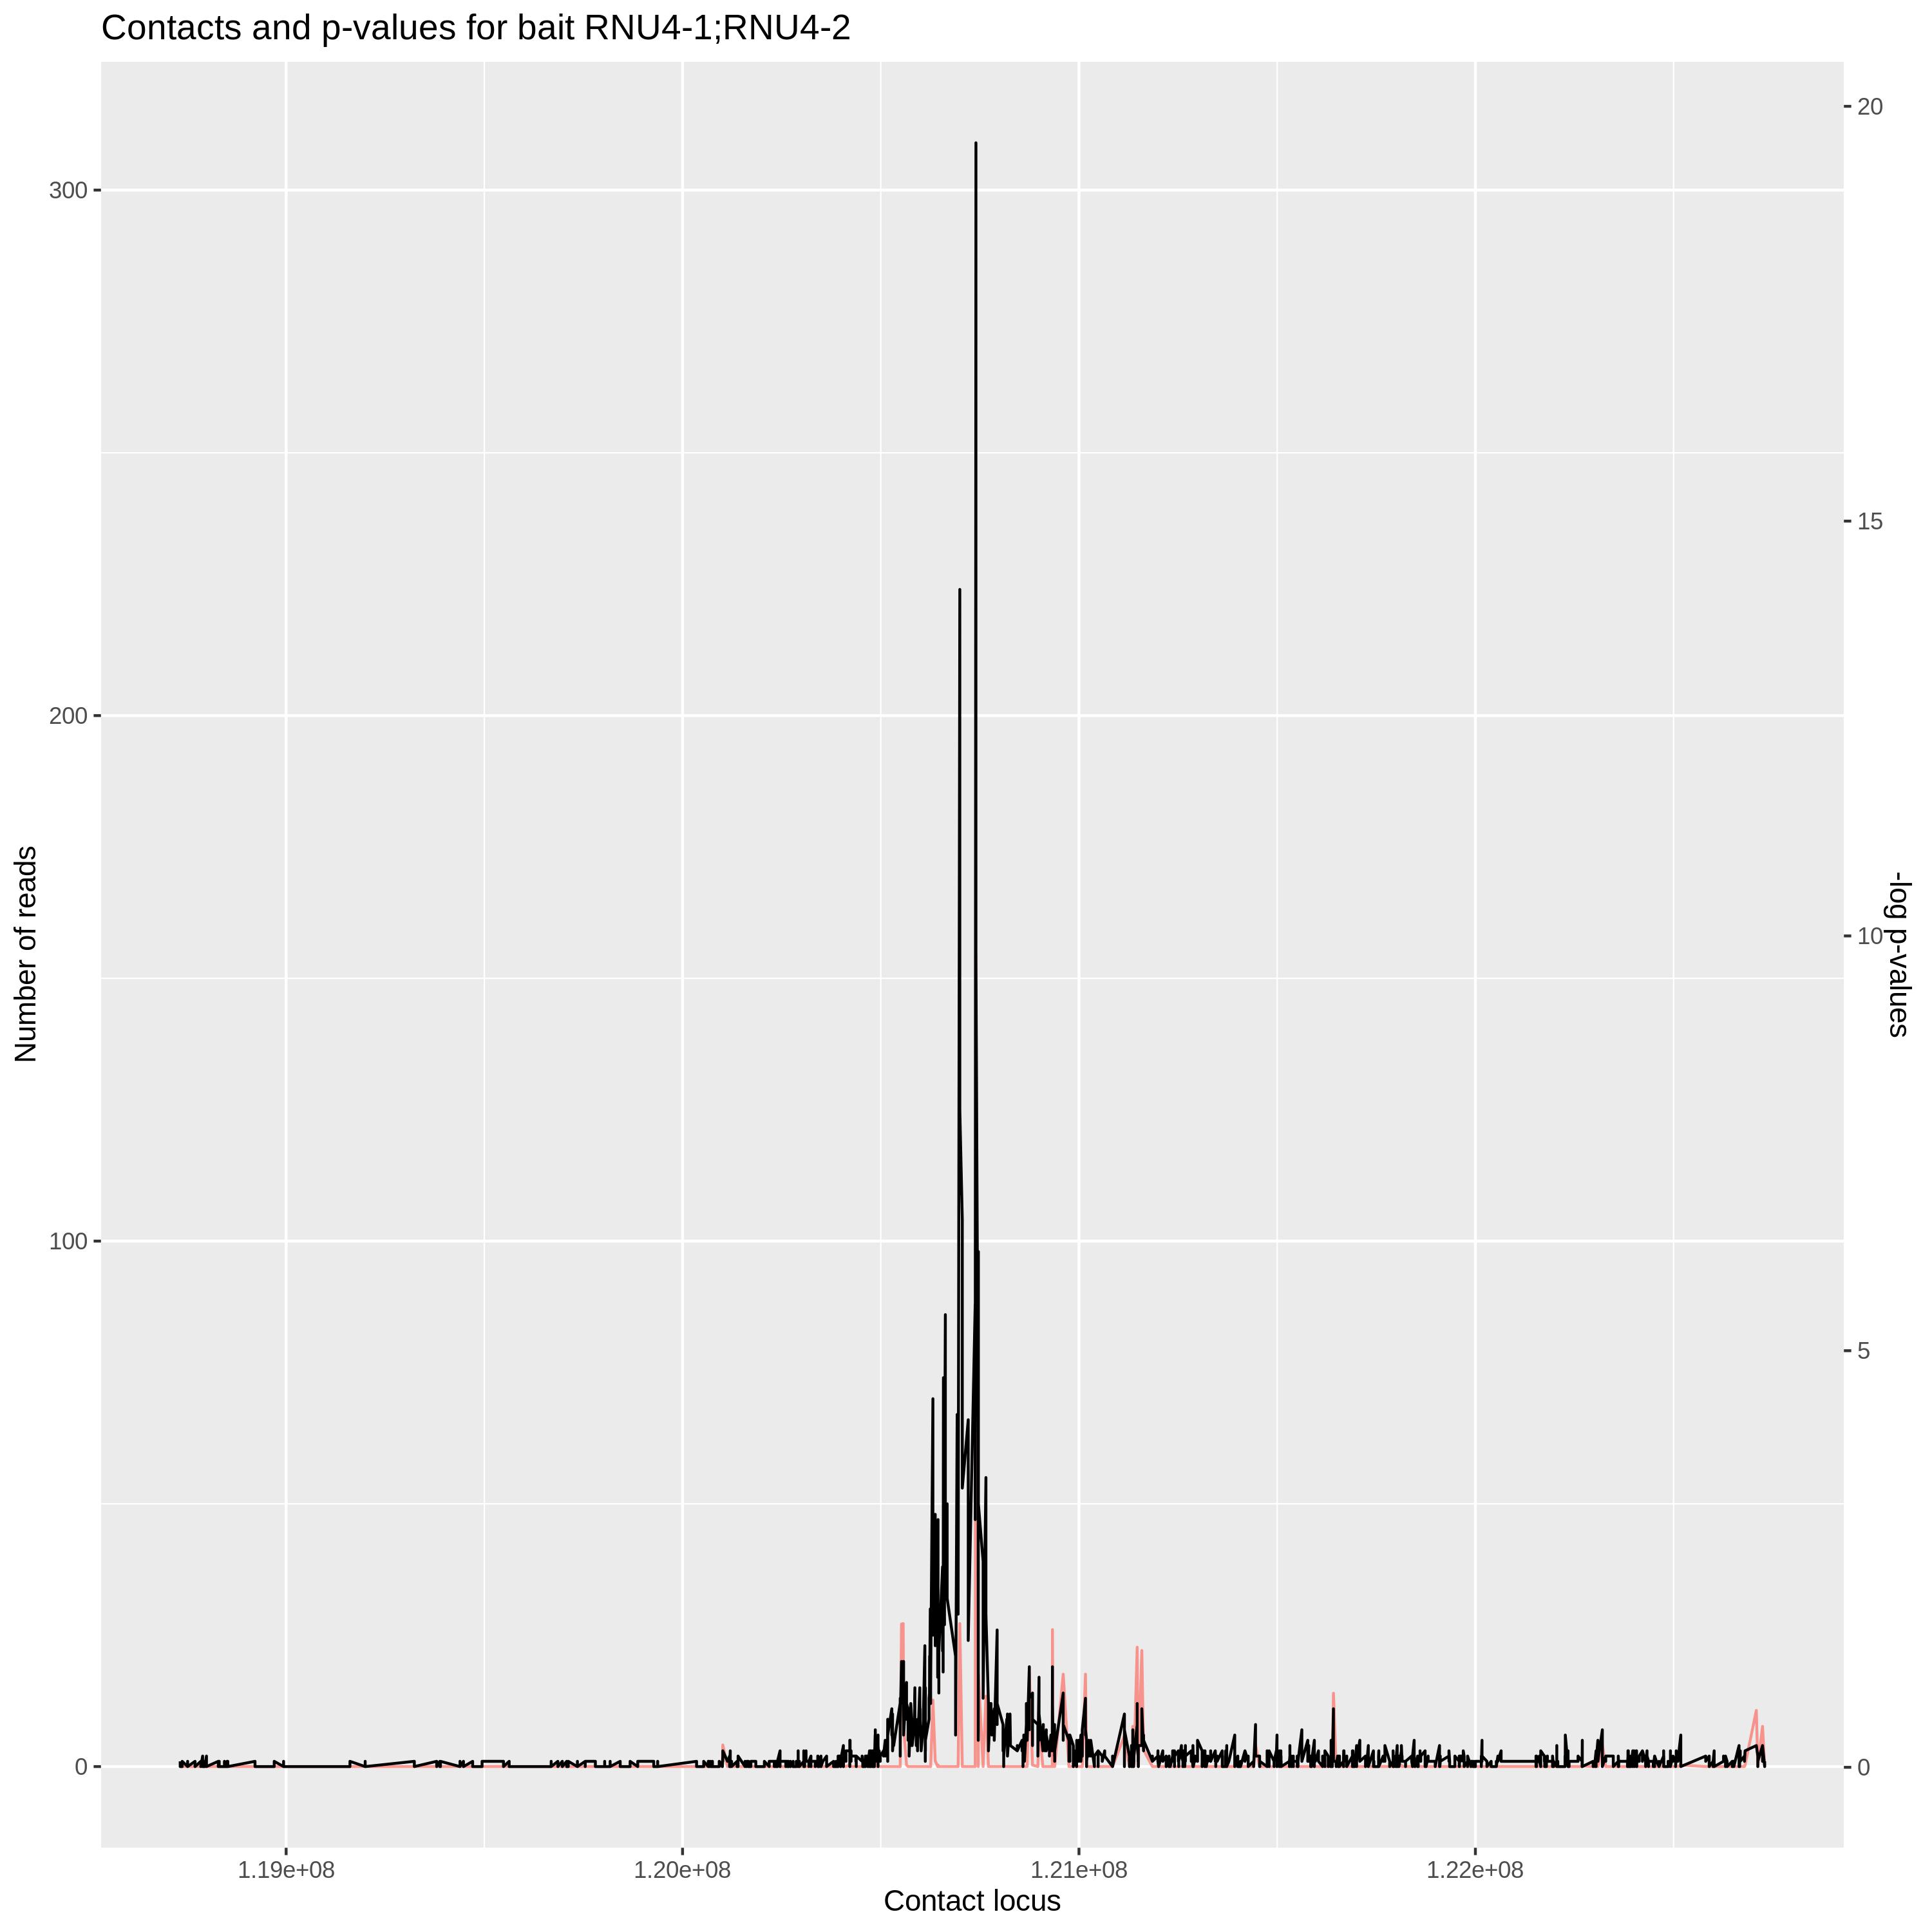 Contacts and p-values for bait RNU4-1;RNU4-2
20
300
15
200
Number of reads
-log p-values
10
100
5
0
0
1.19e+08
1.20e+08
1.21e+08
1.22e+08
Contact locus